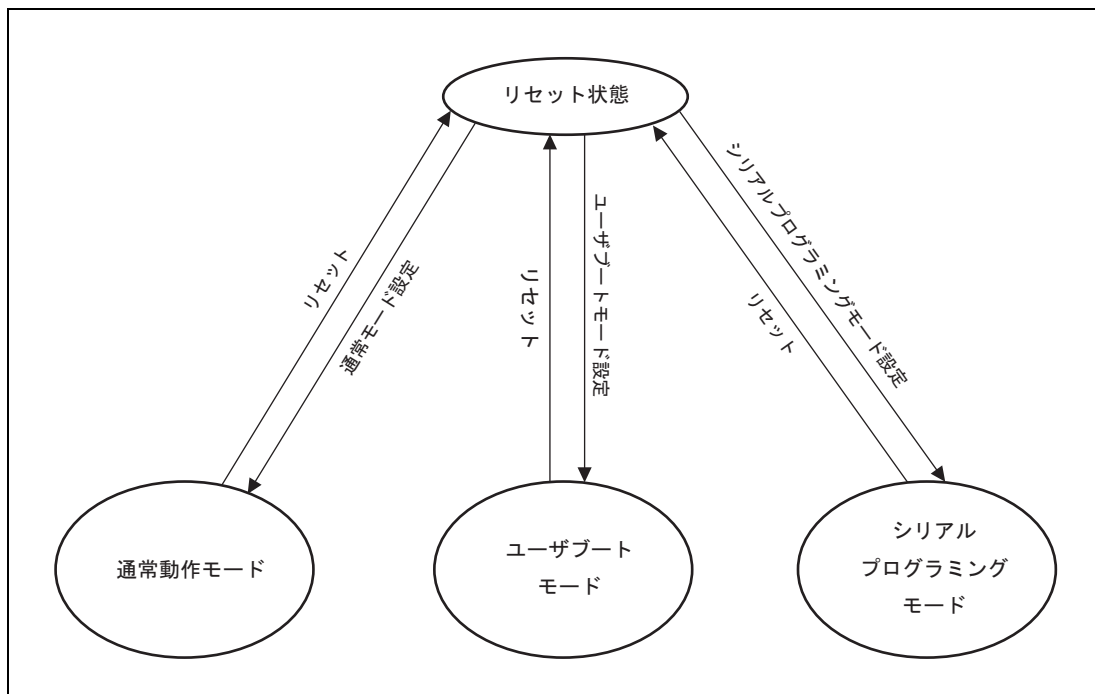 リセット状態
リセット
通常モード設定
リセット
ユーザブートモード設定
リセット
シリアルプログラミングモード設定
通常動作モード
ユーザブート
モード
シリアル
プログラミング
モード